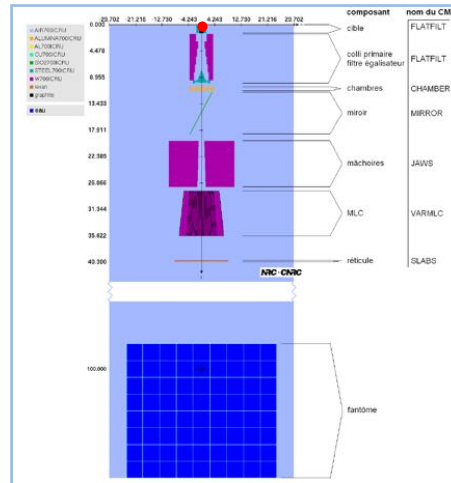 composant nom du CM
20.702 12.730 4.243 4.243 12.730 20.702
-21.216 21.216
0.000
cible FLATFILT
4.478
colli primaire
filtre égalisateur FLATFILT
8.955
chambres CHAMBER
13.433
miroir MIRROR
17.911
22.389
mâchoires JAWS
26.866
MLC VARMLC
31.344
35.822
réticule SLABS
40.300
NRC-CNRC
AIR700ICRU
AL700ICRU
CU700ICRU
STEEL700ICRU
W700ICRU
graphite
eau
100.000
fantôme